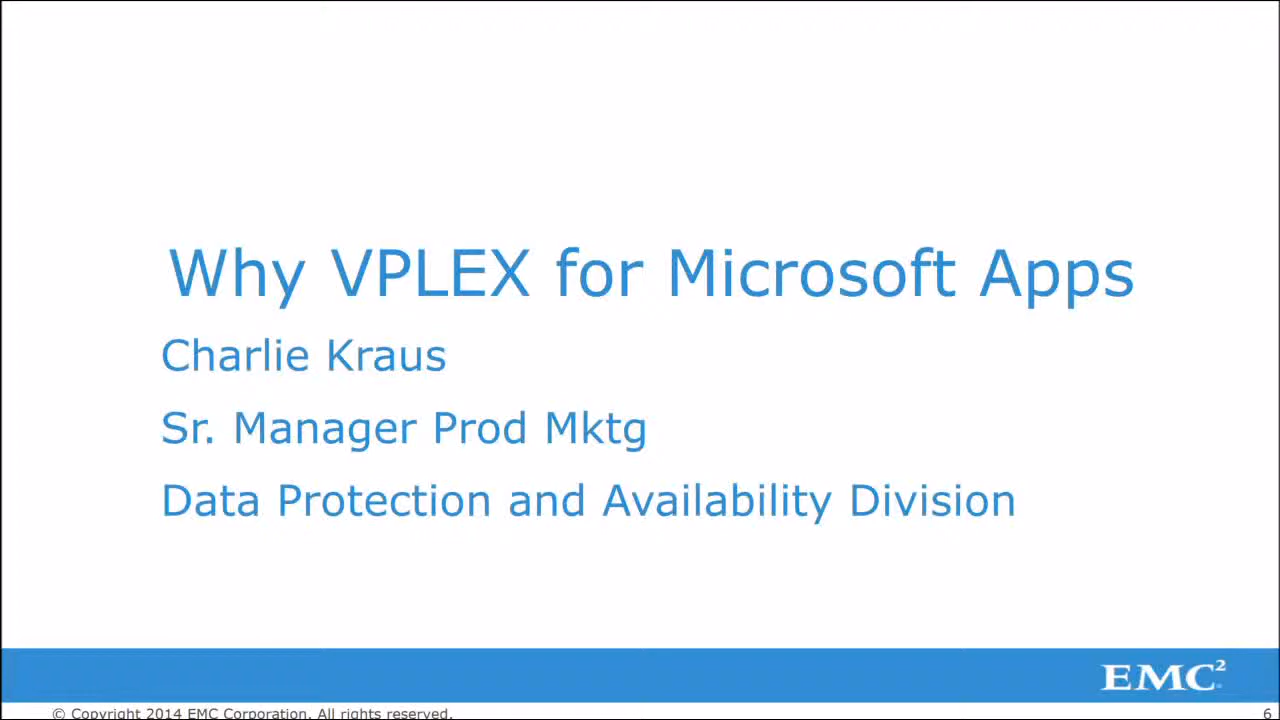 Why VPLEX for Microsoft Apps
Charlie Kraus
Sr. Manager Prod Mktg
Data Protection and Availability Division
EMC²
© Copyright 2014 EMC Corporation. All rights reserved.
6